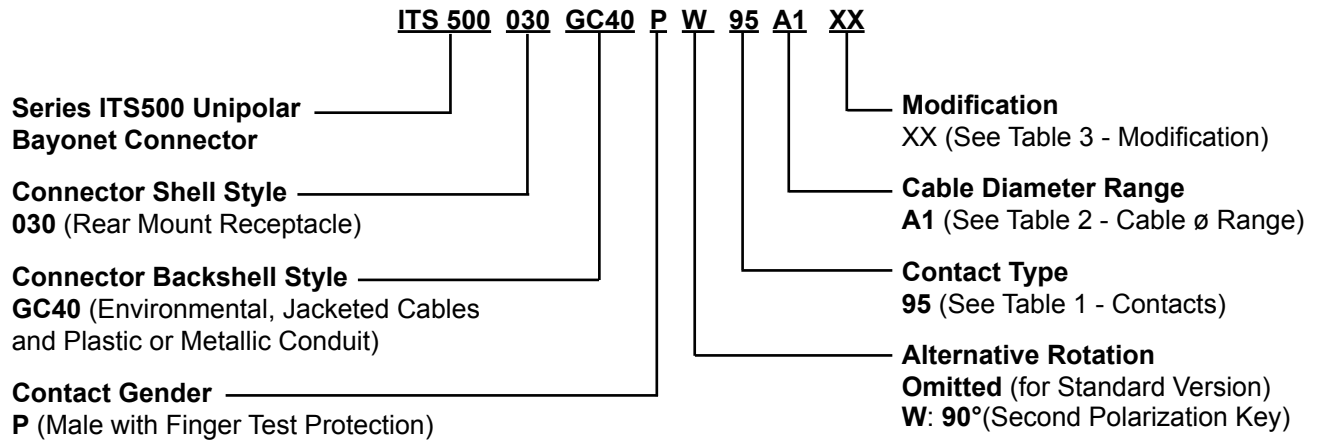 ITS 500 030 GC40 P W 95 A1 XX
Series ITS500 Unipolar
Bayonet Connector
Connector Shell Style
030 (Rear Mount Receptacle)
Connector Backshell Style
GC40 (Environmental, Jacketed Cables
and Plastic or Metallic Conduit)
Contact Gender
P (Male with Finger Test Protection)
Modification
XX (See Table 3 - Modification)
Cable Diameter Range
A1 (See Table 2 - Cable ø Range)
Contact Type
95 (See Table 1 - Contacts)
Alternative Rotation
Omitted (for Standard Version)
W: 90°(Second Polarization Key)